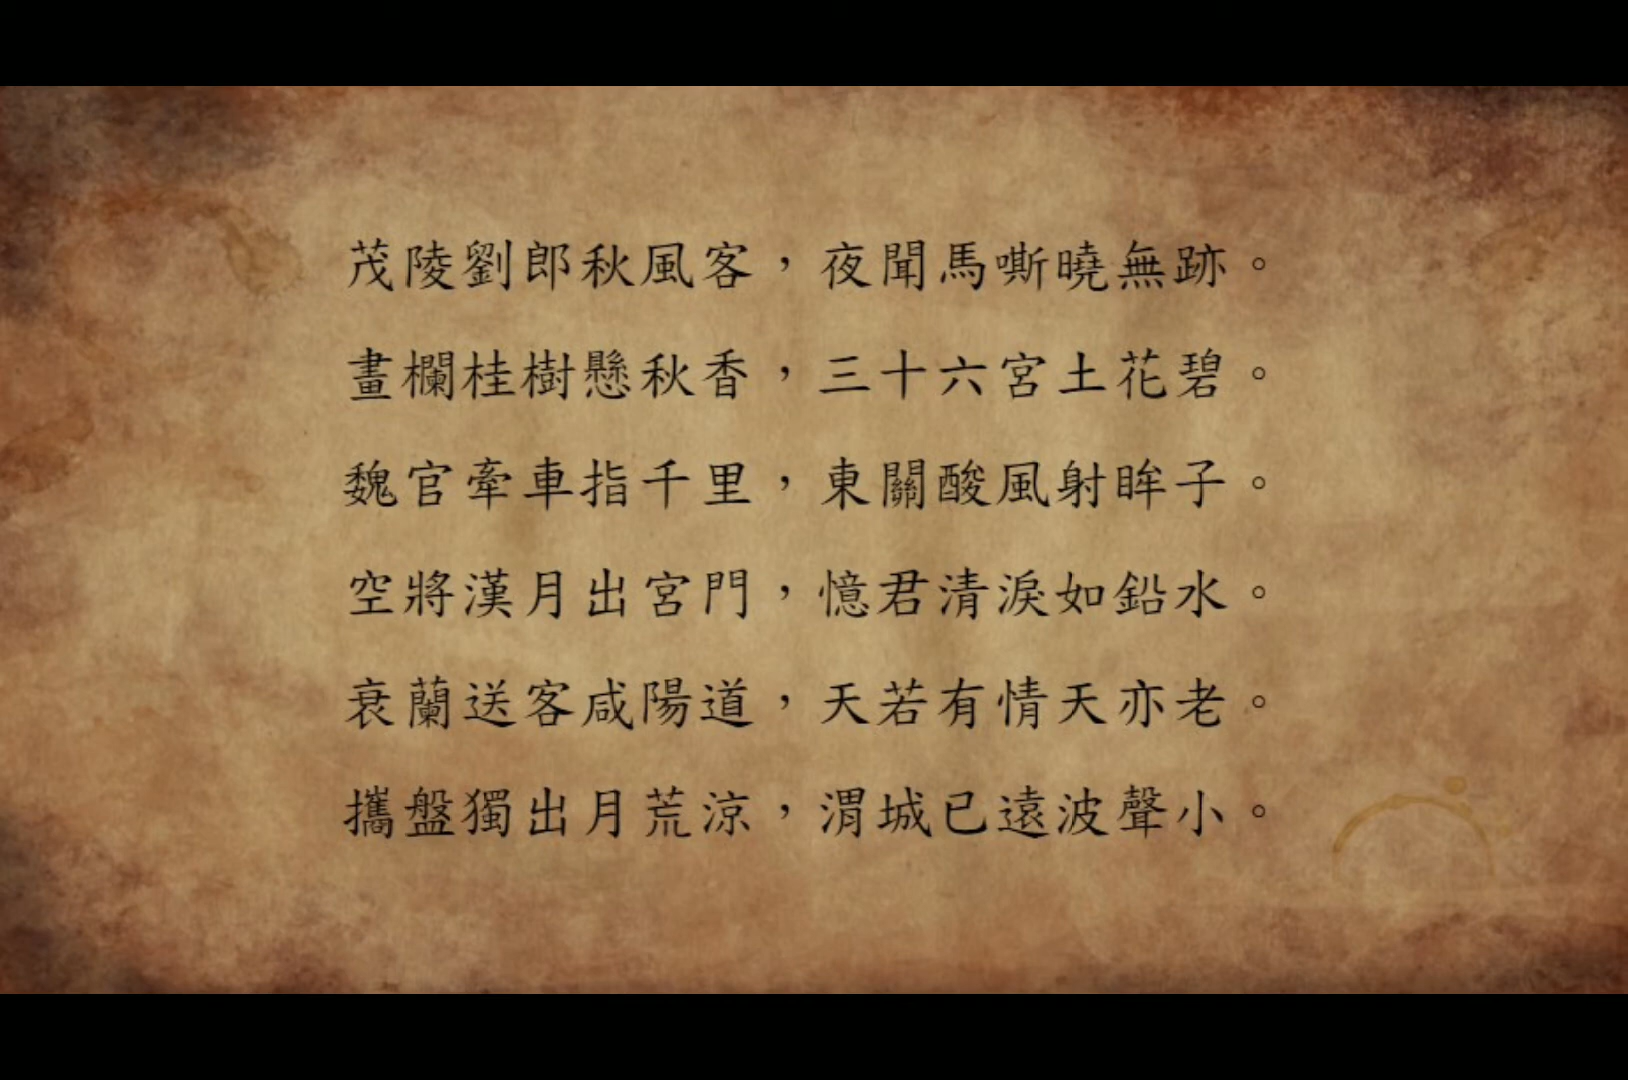 茂陵劉郎秋風客，夜聞馬嘶曉無跡。
畫欄桂樹懸秋香，三十六宮土花碧。
魏官牽車指千里，東關酸風射眸子。
空將漢月出宮門，憶君清淚如鉛水。
衰蘭送客咸陽道，天若有情天亦老。
攜盤獨出月荒涼，渭城已遠波聲小。